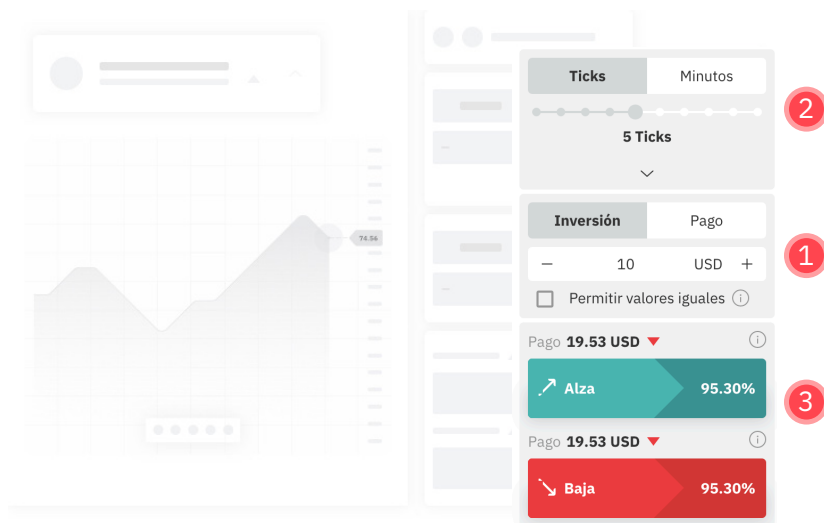 Ticks Minutos
2
5 Ticks
Inversión Pago
1
− 10 USD +
Permitir valores iguales
74.56
Pago 19.53 USD
Alza 95.30%
3
Pago 19.53 USD
Baja 95.30%